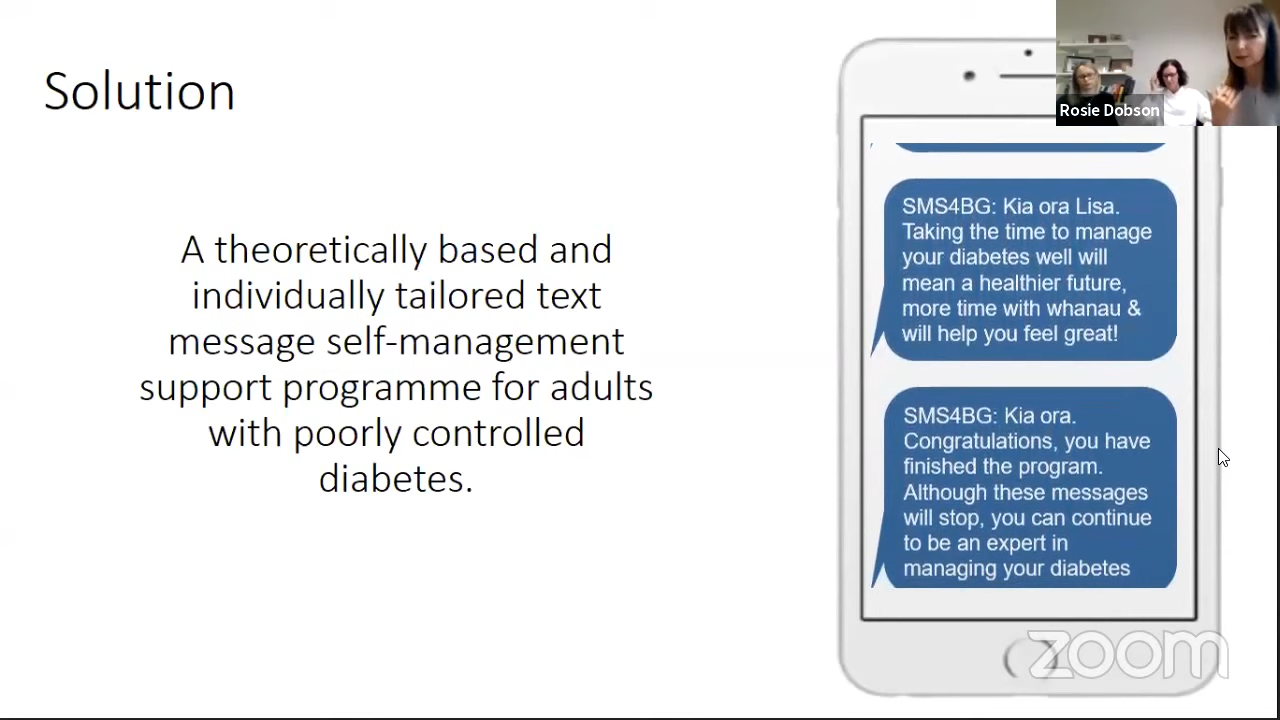 Solution
A theoretically based and
individually tailored text
message self-management
support programme for adults
with poorly controlled
diabetes.
Rosie Dobson
SMS4BG: Kia ora Lisa.
Taking the time to manage
your diabetes well will
mean a healthier future,
more time with whanau &
will help you feel great!
SMS4BG: Kia ora.
Congratulations, you have
finished the program.
Although these messages
will stop, you can continue
to be an expert in
managing your diabetes
zoom